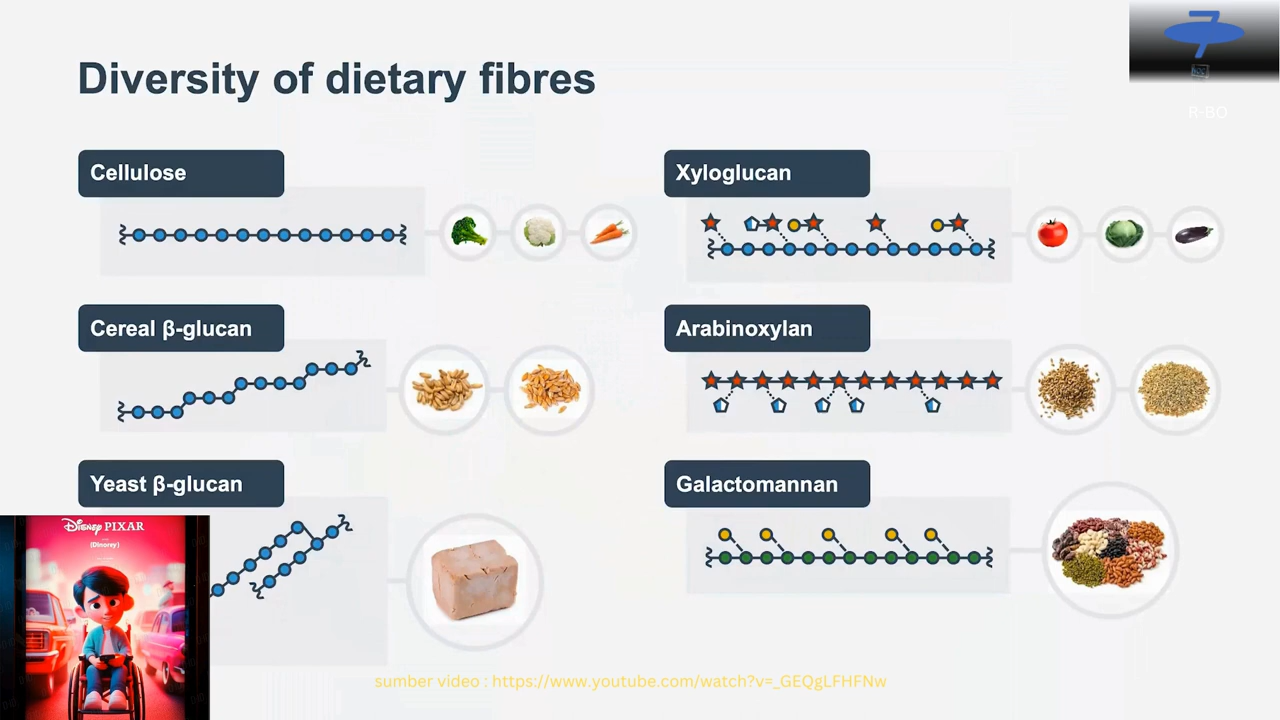 Diversity of dietary fibres
R-BO
Cellulose
Xyloglucan
Cereal β-glucan
Arabinoxylan
Yeast β-glucan
Galactomannan
DISNEY PIXAR
sumber video : https://www.youtube.com/watch?v=_GEQgLFHFNw